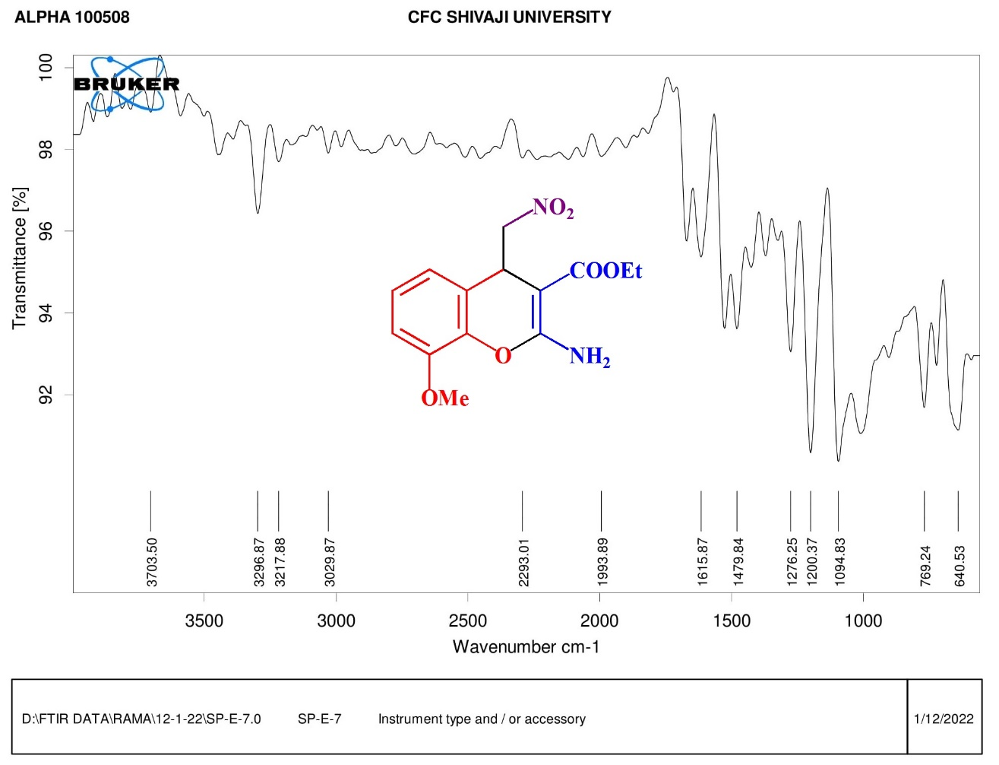 ALPHA 100508
CFC SHIVAJI UNIVERSITY
BRUKER
Transmittance [%]
100
98
96
94
92
NO2
COOEt
O
NH2
OMe
3703.50
3296.87
3217.88
3029.87
2293.01
1993.89
1615.87
1479.84
1276.25
1200.37
1094.83
769.24
640.53
3500 3000 2500 2000 1500 1000
Wavenumber cm-1
D:\FTIR DATA\RAMA\12-1-22\SP-E-7.0 SP-E-7 Instrument type and / or accessory 1/12/2022